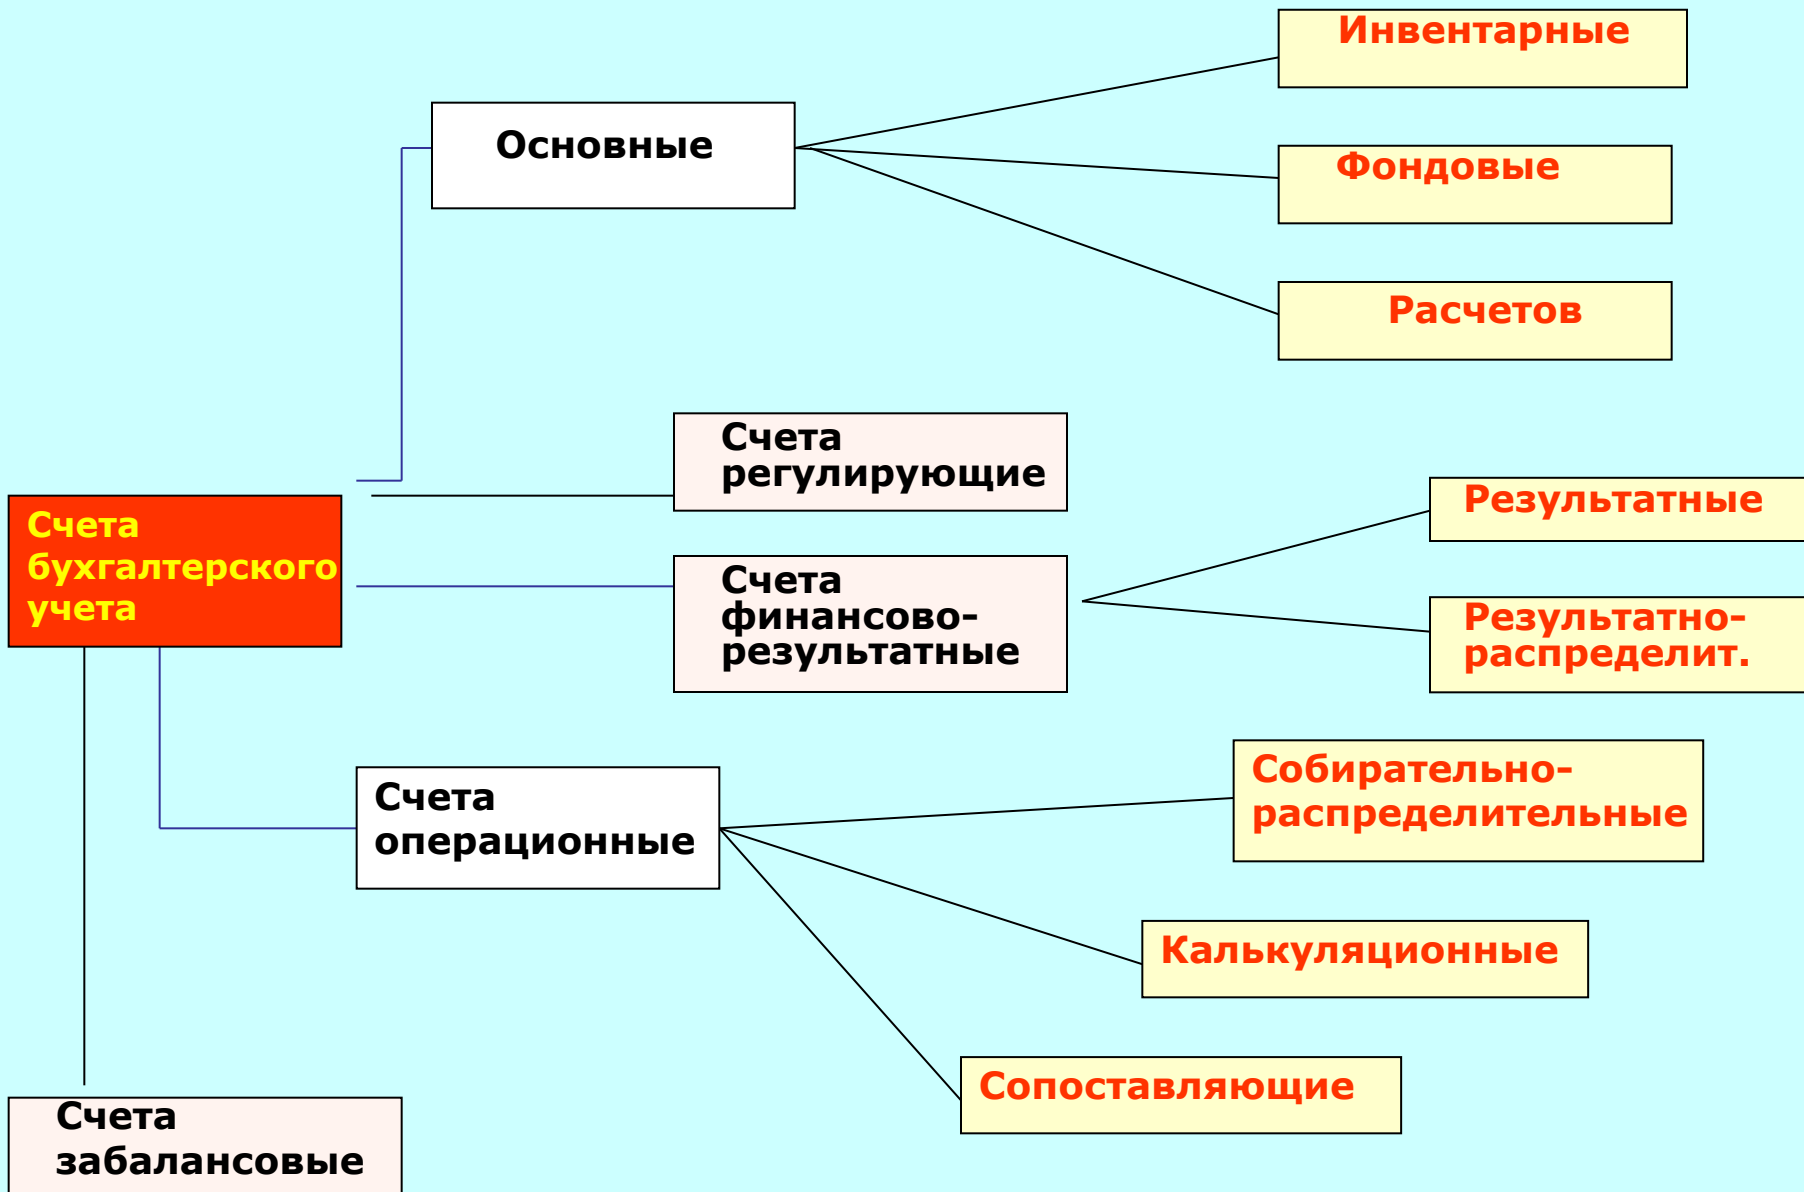 Инвентарные
Основные
Фондовые
Расчетов
Счета
регулирующие
Результатные
Счета
бухгалтерского
учета
Счета
финансово-
результатные
Результатно-
распределит.
Собирательно-
распределительные
Счета
операционные
Калькуляционные
Сопоставляющие
Счета
забалансовые